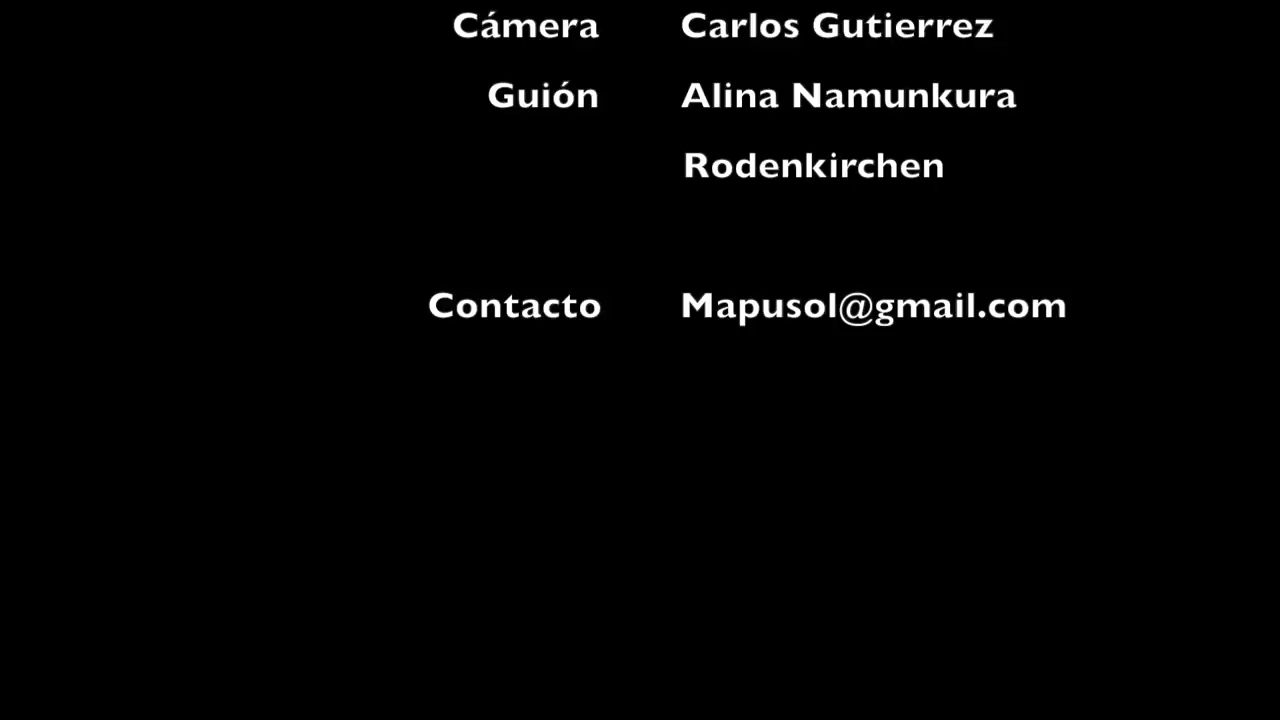 Cámera Carlos Gutierrez
Guión Alina Namunkura
Rodenkirchen
Contacto Mapusol@gmail.com